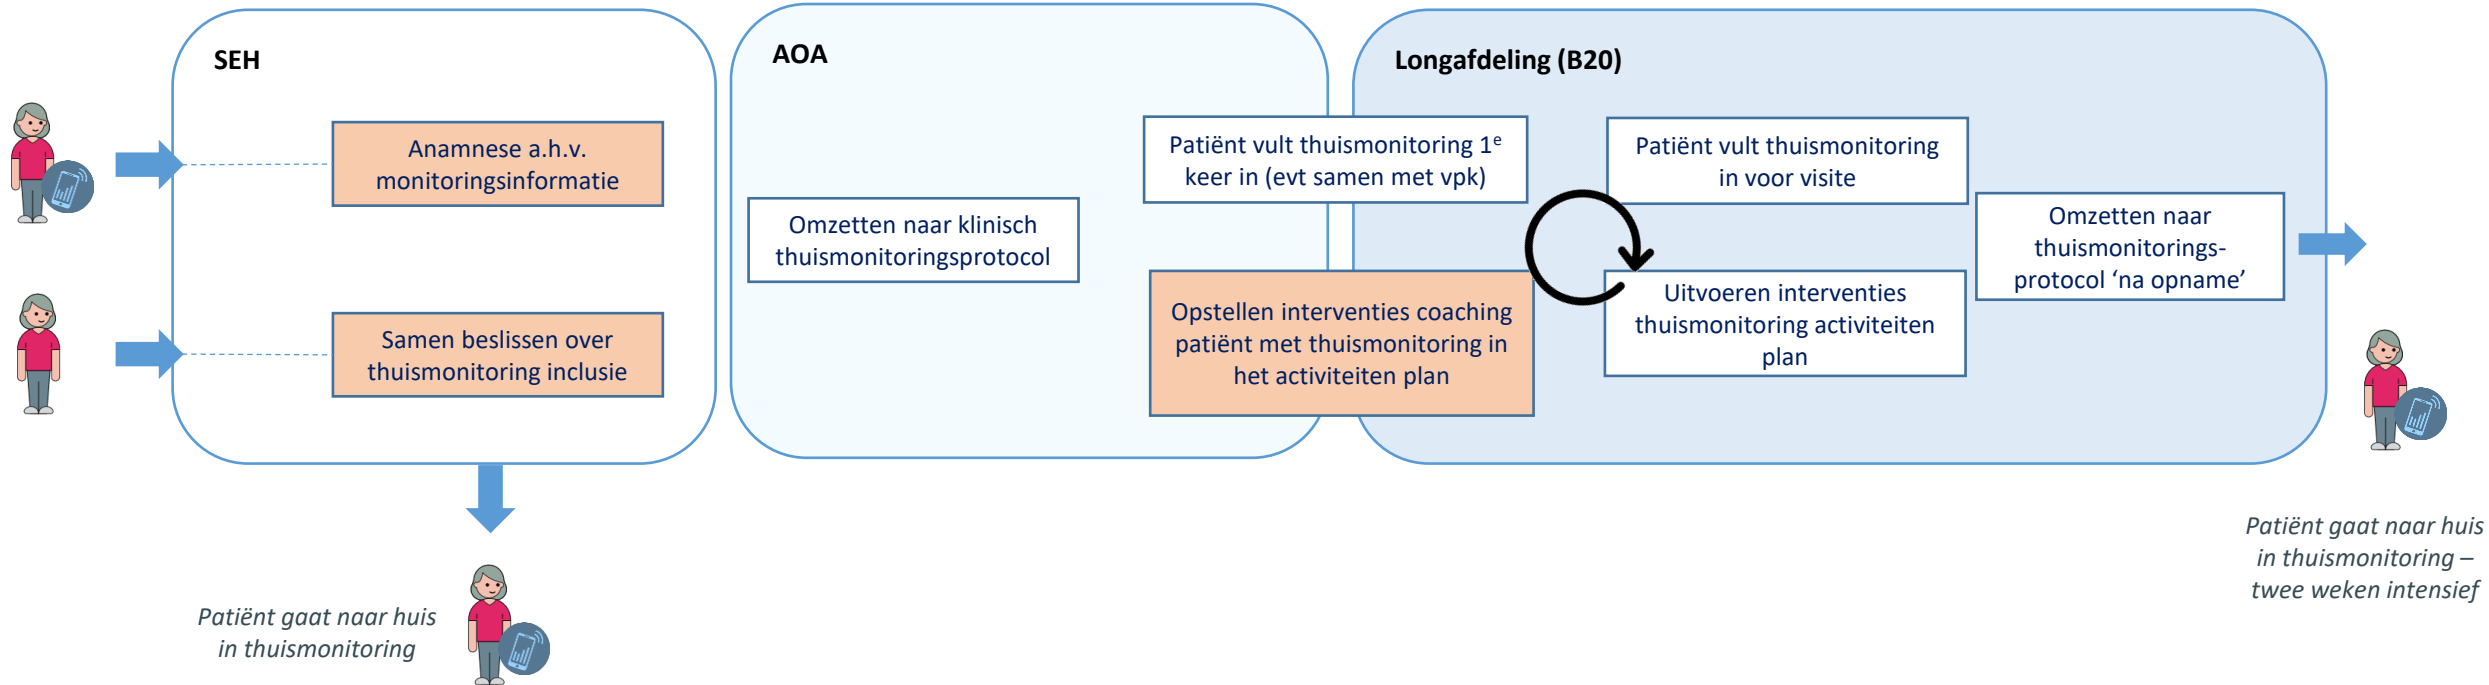 SEH
Anamnese a.h.v.
monitoringsinformatie
Samen beslissen over
thuismonitoring inclusie
Patiënt gaat naar huis
in thuismonitoring
AOA
Omzetten naar klinisch
thuismonitoringsprotocol
Patiënt vult thuismonitoring 1e
keer in (evt samen met vpk)
Opstellen interventies coaching
patiënt met thuismonitoring in
het activiteiten plan
Longafdeling (B20)
Patiënt vult thuismonitoring
in voor visite
Uitvoeren interventies
thuismonitoring activiteiten
plan
Omzetten naar
thuismonitorings-
protocol ‘na opname’
Patiënt gaat naar huis
in thuismonitoring –
twee weken intensief